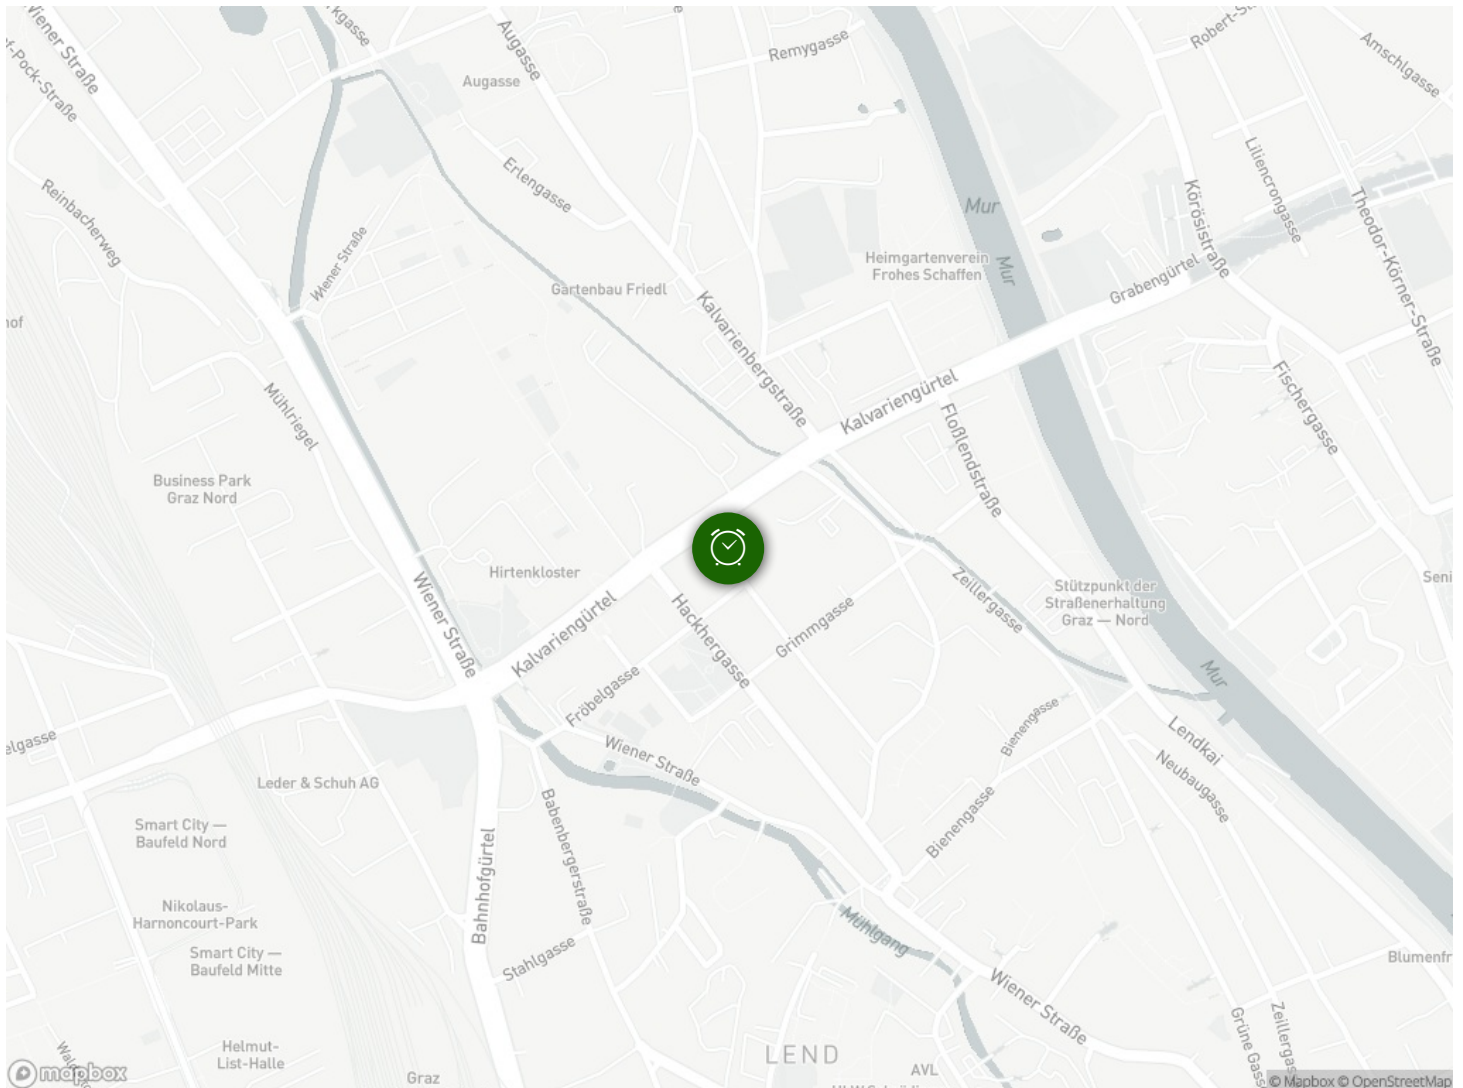 Wiener Straße
Augasse
Remygasse
Amschlgasse
Augasse
Erlengasse
Liliencrongasse
Reinbacherweg
Mur
Körösistraße
Theodor-Körner-Straße
Wiener Straße
Heimgartenverein
Frohes Schaffen
Mur
Grabengürtel
Gartenbau Friedl
Kalvarienbergstraße
Kalvariengürtel
Fischergasse
Mühlriegel
Floßlendstraße
Business Park
Graz Nord
Hirtenkloster
Wiener Straße
Kalvariengürtel
Hackhergasse
Grimmgasse
Zeillergasse
Stützpunkt der
Straßenerhaltung
Graz — Nord
Seni
Mur
Fröbelgasse
Bienengasse
Lendkai
elgasse
Wiener Straße
Leder & Schuh AG
Neubaugasse
Babenbergerstraße
Bienengasse
Smart City —
Baufeld Nord
Bahnhofgürtel
Nikolaus-
Harnoncourt-Park
Mühlgang
Smart City —
Baufeld Mitte
Stahlgasse
Blumenfr
Wiener Straße
Grüne Gass
Zeillergas
Helmut-
List-Halle
LEND
AVL
Graz
mapbox
© Mapbox © OpenStreetMap